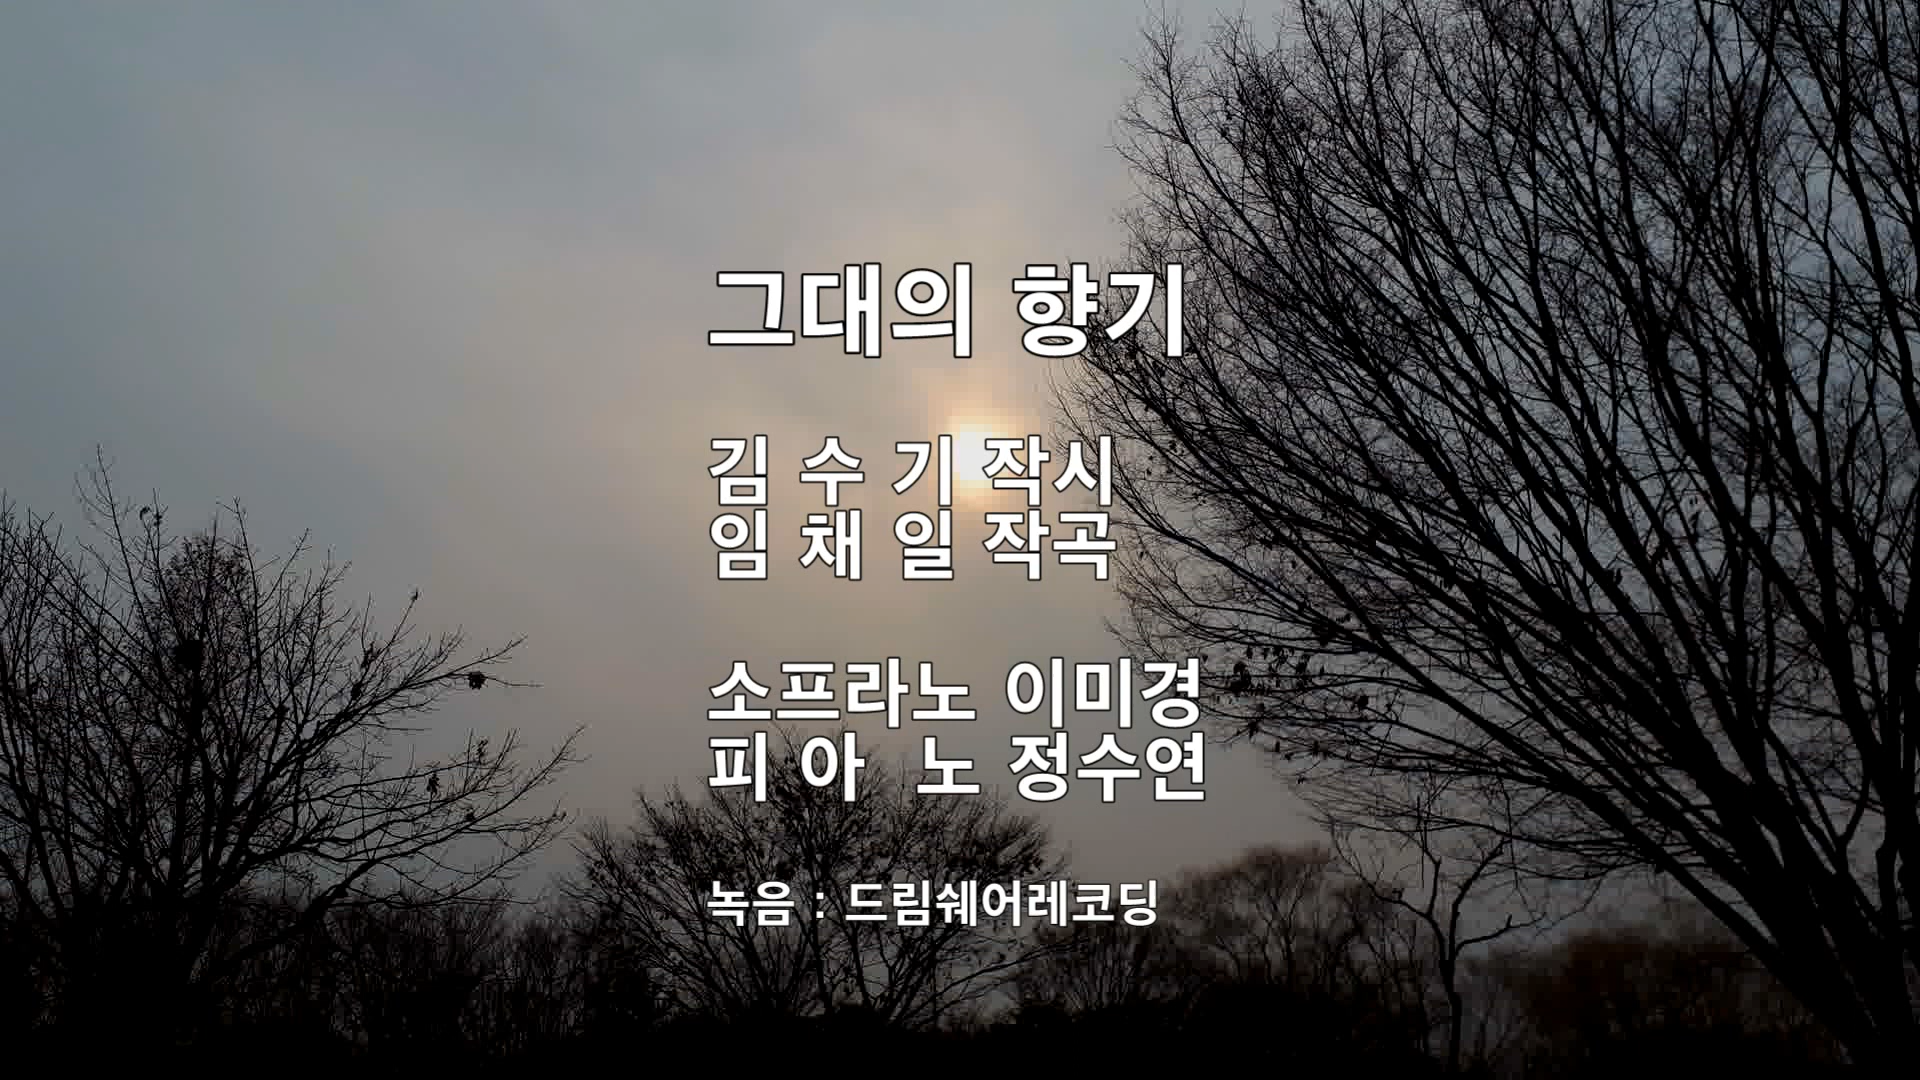 그대의 향기
김 수 기 작시
임 채 일 작곡
소프라노 이미경
피 아 노 정수연
녹음 : 드림쉐어레코딩